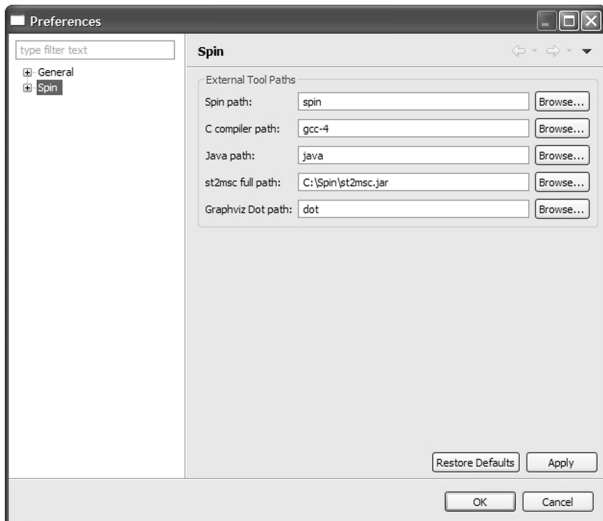 Preferences
type filter text
General
Spin
Spin
External Tool Paths
Spin path: spin Browse...
C compiler path: gcc-4 Browse...
Java path: java Browse...
st2msc full path: C:\Spin\st2msc.jar Browse...
Graphviz Dot path: dot Browse...
Restore Defaults Apply
OK Cancel